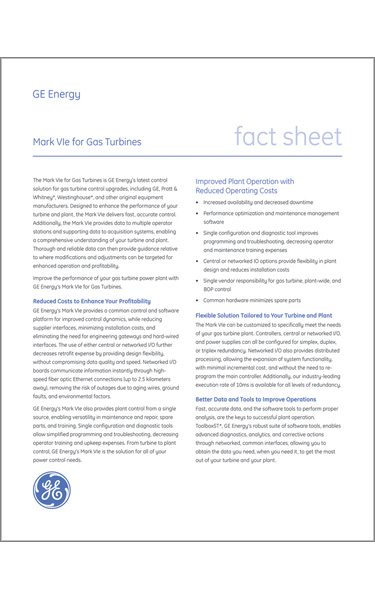 GE Energy
Mark VIe for Gas Turbines
fact sheet
The Mark VIe for Gas Turbines is GE Energy's latest control
solution for gas turbine control upgrades, including GE, Pratt &
Whitney®, Westinghouse®, and other original equipment
manufacturers. Designed to enhance the performance of your
turbine and plant, the Mark VIe delivers fast, accurate control.
Additionally, the Mark VIe provides data to multiple operator
stations and supporting data to acquisition systems, enabling
a comprehensive understanding of your turbine and plant.
Thorough and reliable data can then provide guidance relative
to where modifications and adjustments can be targeted for
enhanced operation and profitability.
Improve the performance of your gas turbine power plant with
GE Energy's Mark VIe for Gas Turbines.
Reduced Costs to Enhance Your Profitability
GE Energy's Mark VIe provides a common control and software
platform for improved control dynamics, while reducing
supplier interfaces, minimizing installation costs, and
eliminating the need for engineering gateways and hard-wired
interfaces. The use of either central or networked I/O further
decreases retrofit expense by providing design flexibility,
without compromising data quality and speed. Networked I/O
boards communicate information instantly through high-
speed fiber optic Ethernet connections (up to 2.5 kilometers
away), removing the risk of outages due to aging wires, ground
faults, and environmental factors.
GE Energy's Mark VIe also provides plant control from a single
source, enabling versatility in maintenance and repair, spare
parts, and training. Single configuration and diagnostic tools
allow simplified programming and troubleshooting, decreasing
operator training and upkeep expenses. From turbine to plant
control, GE Energy's Mark VIe is the solution for all of your
power control needs.
GE
Improved Plant Operation with
Reduced Operating Costs
• Increased availability and decreased downtime
• Performance optimization and maintenance management
software
• Single configuration and diagnostic tool improves
programming and troubleshooting, decreasing operator
and maintenance training expenses
• Central or networked IO options provide flexibility in plant
design and reduces installation costs
• Single vendor responsibility for gas turbine, plant-wide, and
BOP control
• Common hardware minimizes spare parts
Flexible Solution Tailored to Your Turbine and Plant
The Mark VIe can be customized to specifically meet the needs
of your gas turbine plant. Controllers, central or networked I/O,
and power supplies can all be configured for simplex, duplex,
or triplex redundancy. Networked I/O also provides distributed
processing, allowing the expansion of system functionality,
with minimal incremental cost, and without the need to re-
program the main controller. Additionally, our industry-leading
execution rate of 10ms is available for all levels of redundancy.
Better Data and Tools to Improve Operations
Fast, accurate data, and the software tools to perform proper
analysis, are the keys to successful plant operation.
ToolboxST*, GE Energy's robust suite of software tools, enables
advanced diagnostics, analytics, and corrective actions
through networked, common interfaces, allowing you to
obtain the data you need, when you need it, to get the most
out of your turbine and your plant.